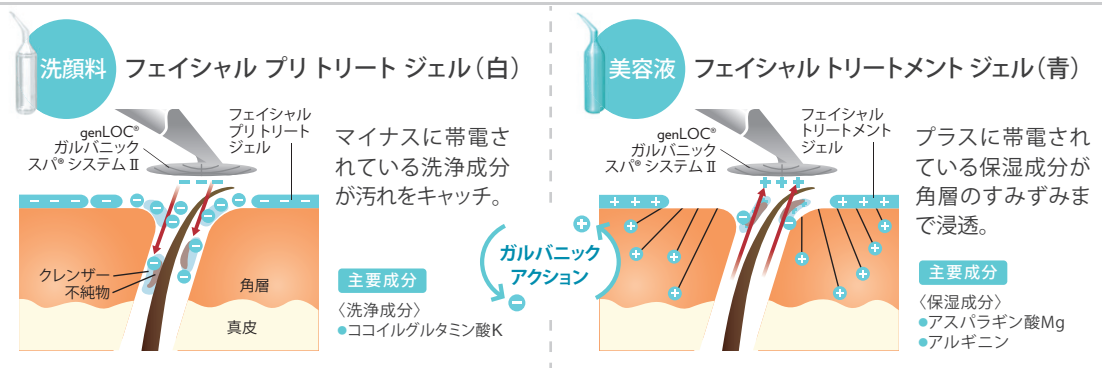 洗顔料
フェイシャル プリ トリート ジェル（白）
genLOC®
ガルバニック
スパ® システム II
フェイシャル
プリ トリート
ジェル
マイナスに帯電さ
れている洗浄成分
が汚れをキャッチ。
クレンザー
不純物
角層
真皮
主要成分
〈洗浄成分〉
●ココイルグルタミン酸K
ガルバニック
アクション
美容液
フェイシャル トリートメント ジェル（青）
genLOC®
ガルバニック
スパ® システム II
フェイシャル
トリートメント
ジェル
プラスに帯電され
ている保湿成分が
角層のすみずみま
で浸透。
主要成分
〈保湿成分〉
●アスパラギン酸Mg
●アルギニン